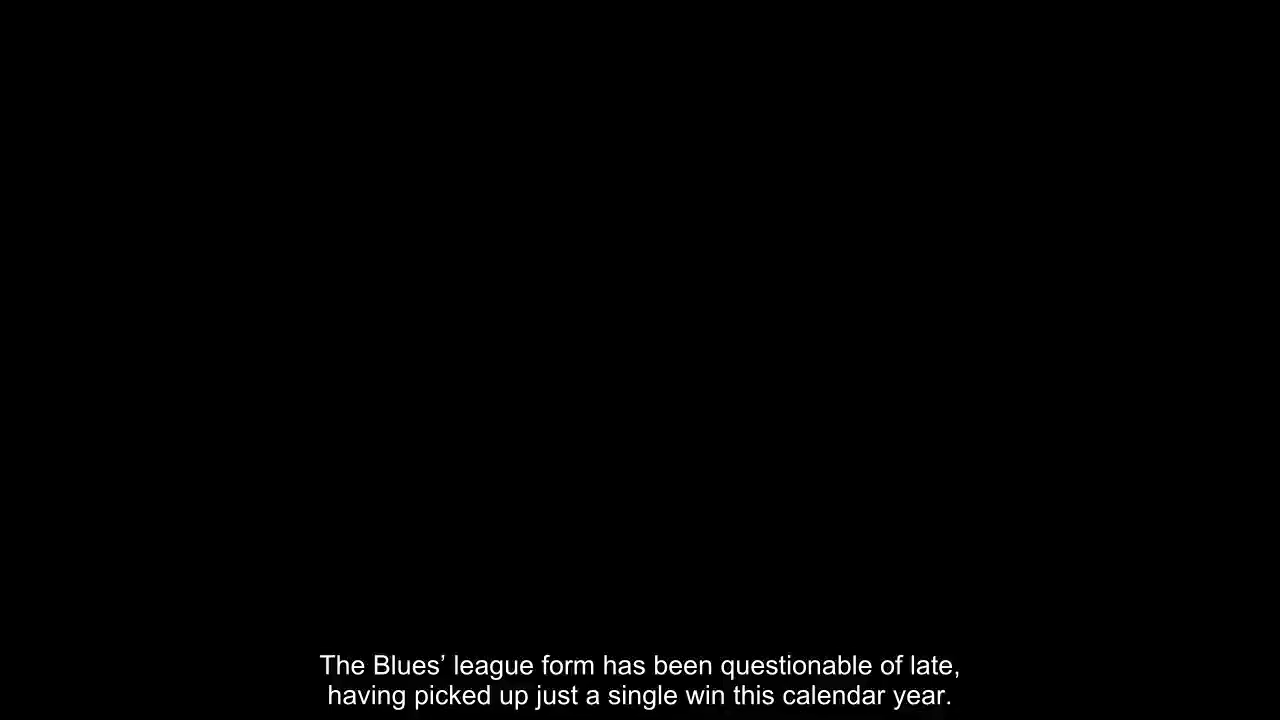 The Blues’ league form has been questionable of late,
having picked up just a single win this calendar year.